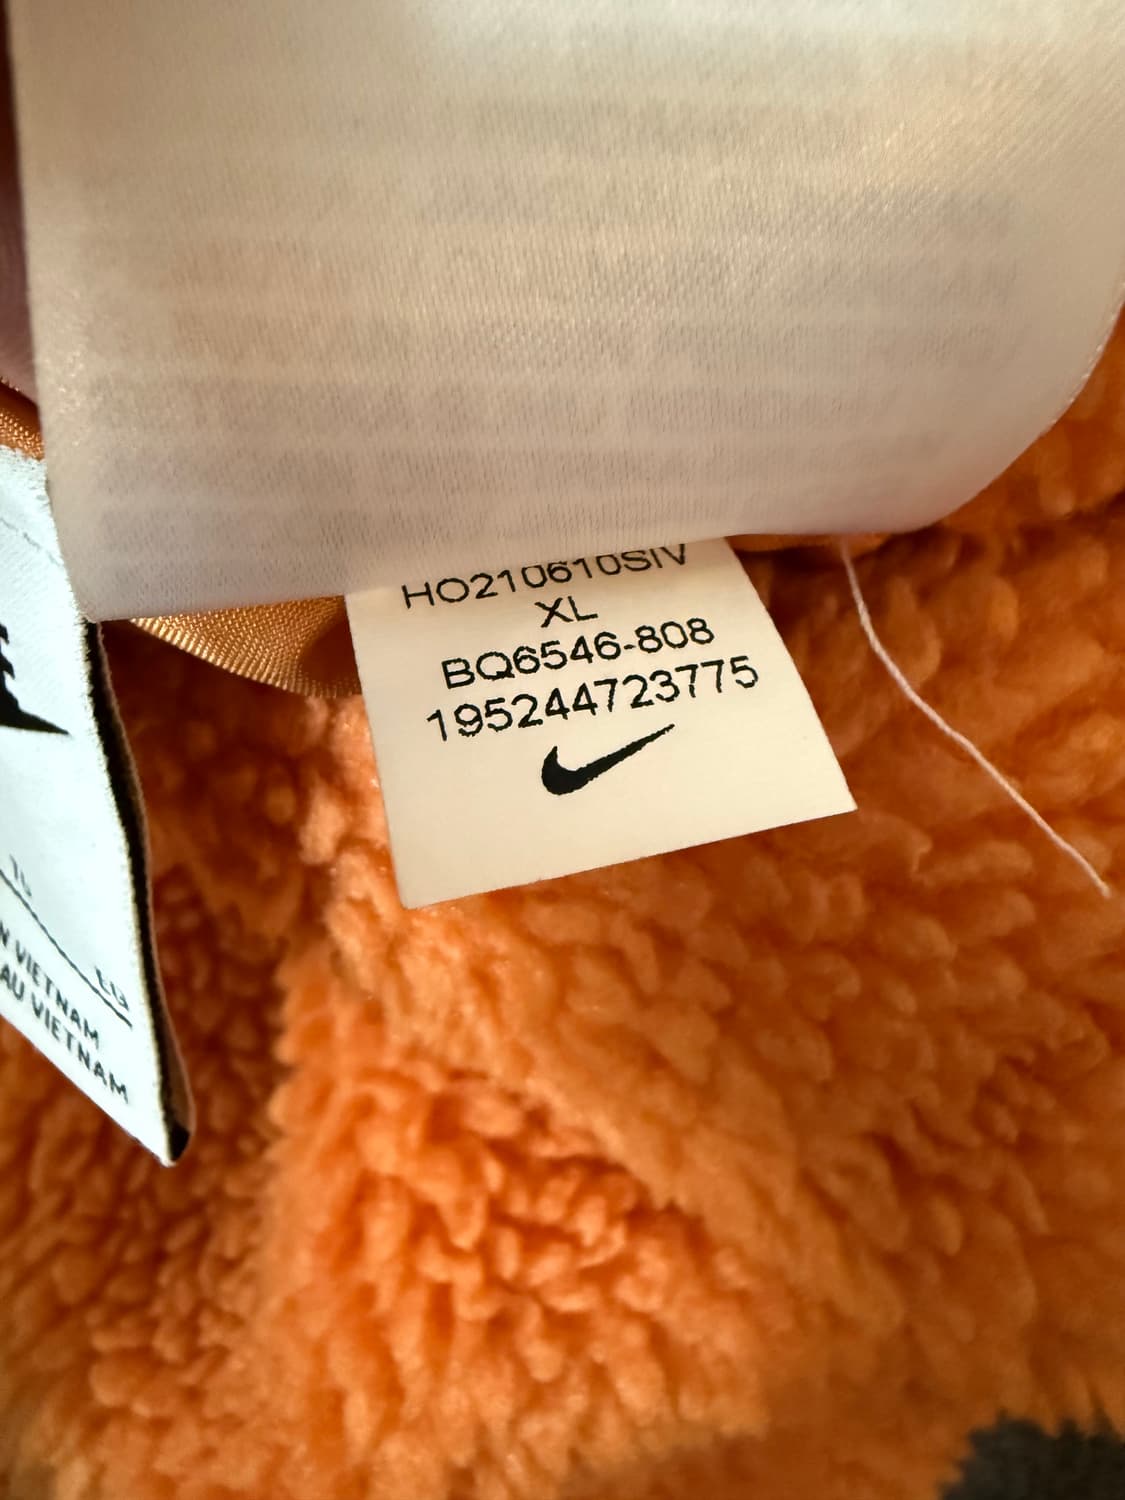 HO210610SIV
XL
BQ6546-808
195244723775
N VIETNAM
AU VIETNAM